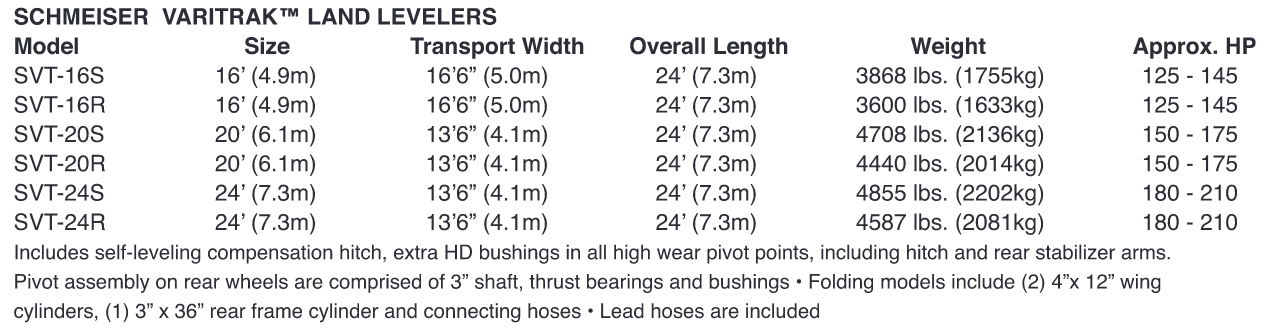 SCHMEISER VARITRAK™ LAND LEVELERS
Model Size Transport Width Overall Length Weight Approx. HP
SVT-16S 16’ (4.9m) 16’6” (5.0m) 24’ (7.3m) 3868 lbs. (1755kg) 125 - 145
SVT-16R 16’ (4.9m) 16’6” (5.0m) 24’ (7.3m) 3600 lbs. (1633kg) 125 - 145
SVT-20S 20’ (6.1m) 13’6” (4.1m) 24’ (7.3m) 4708 lbs. (2136kg) 150 - 175
SVT-20R 20’ (6.1m) 13’6” (4.1m) 24’ (7.3m) 4440 lbs. (2014kg) 150 - 175
SVT-24S 24’ (7.3m) 13’6” (4.1m) 24’ (7.3m) 4855 lbs. (2202kg) 180 - 210
SVT-24R 24’ (7.3m) 13’6” (4.1m) 24’ (7.3m) 4587 lbs. (2081kg) 180 - 210
Includes self-leveling compensation hitch, extra HD bushings in all high wear pivot points, including hitch and rear stabilizer arms.
Pivot assembly on rear wheels are comprised of 3” shaft, thrust bearings and bushings • Folding models include (2) 4”x 12” wing
cylinders, (1) 3” x 36” rear frame cylinder and connecting hoses • Lead hoses are included